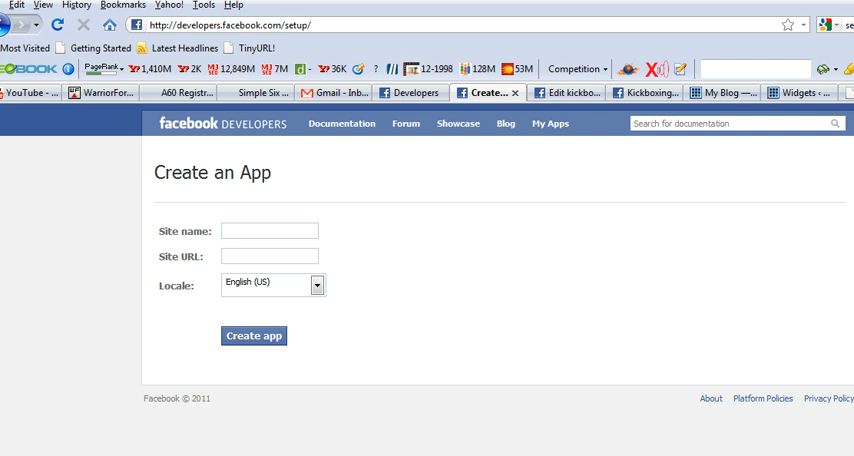 Edit View History Bookmarks Yahoo! Tools Help
http://developers.facebook.com/setup/
Most Visited Getting Started Latest Headlines TinyURL!
EOBOOK PageRank 1,410M 2K 12,849M 7M 36K ? 12-1998 128M 53M Competition
YouTube - ... WarriorFor... A60 Registr... Simple Six ... Gmail - Inb... Developers Create... Edit kickbo... Kickboxing... My Blog —... Widgets ‹ ...
facebook DEVELOPERS Documentation Forum Showcase Blog My Apps Search for documentation
Create an App
Site name:
Site URL:
Locale: English (US)
Create app
Facebook © 2011 About Platform Policies Privacy Policy